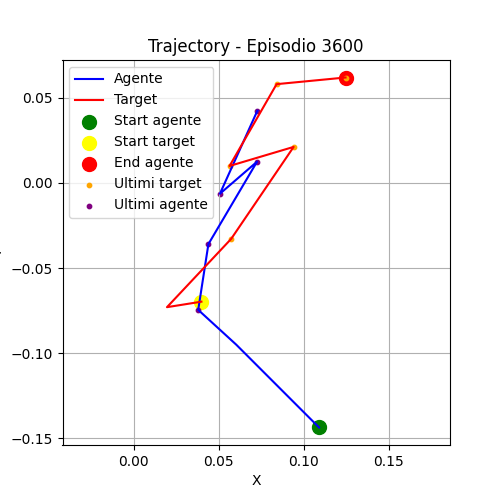 Trajectory - Episodio 3600
Agente
Target
Start agente
Start target
End agente
Ultimi target
Ultimi agente
0.05
0.00
−0.05
−0.10
−0.15
0.00 0.05 0.10 0.15
X